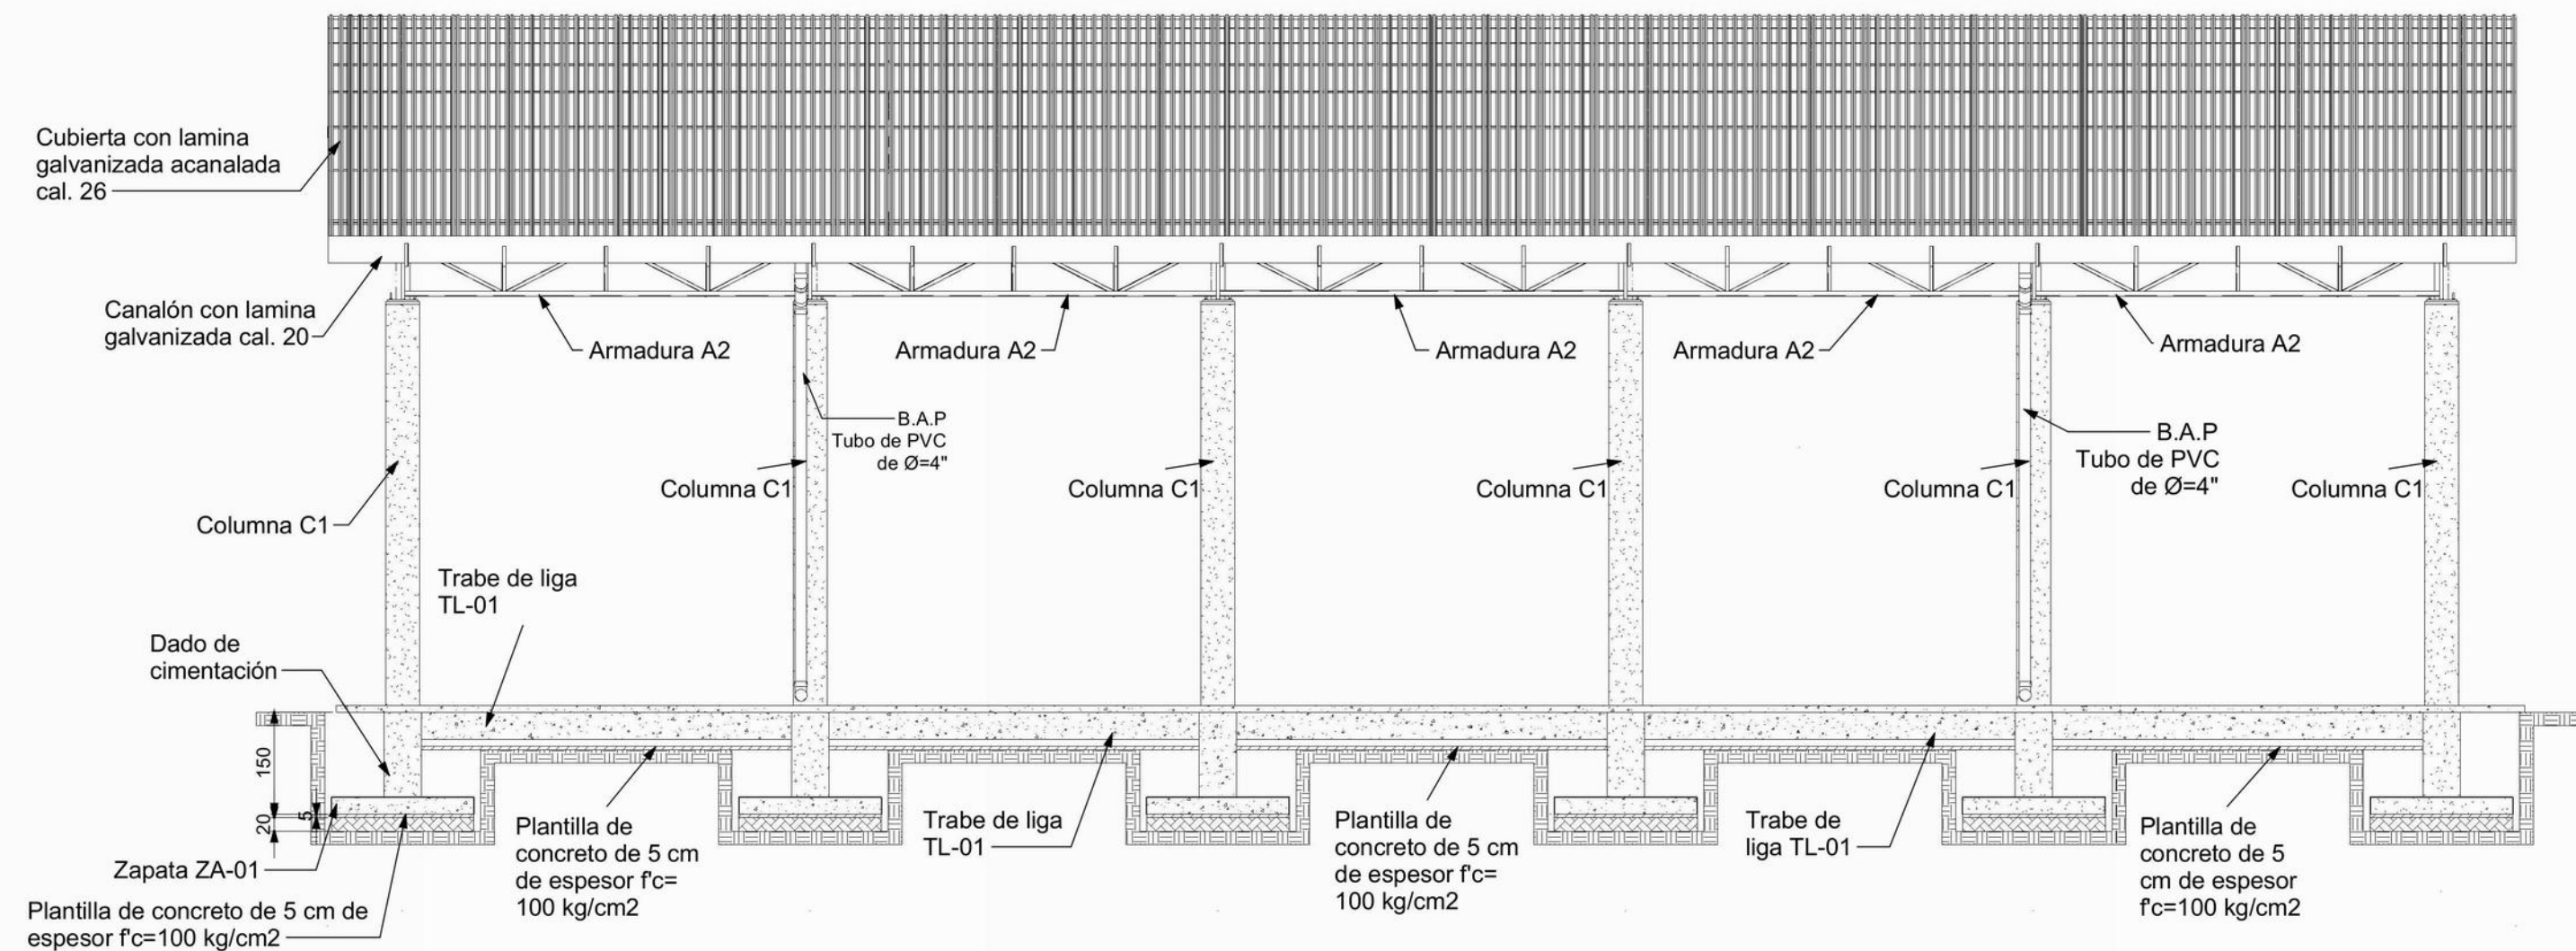 Cubierta con lamina
galvanizada acanalada
cal. 26
Canalón con lamina
galvanizada cal. 20
Armadura A2
Armadura A2
Armadura A2
Armadura A2
Armadura A2
B.A.P
Tubo de PVC
de Ø=4"
B.A.P
Tubo de PVC
de Ø=4"
Columna C1
Columna C1
Columna C1
Columna C1
Columna C1
Columna C1
Trabe de liga
TL-01
Dado de
cimentación
150
20
5
Zapata ZA-01
Plantilla de concreto de 5 cm de
espesor f'c=100 kg/cm2
Plantilla de
concreto de 5 cm
de espesor f'c=
100 kg/cm2
Trabe de liga
TL-01
Plantilla de
concreto de 5 cm
de espesor f'c=
100 kg/cm2
Trabe de
liga TL-01
Plantilla de
concreto de 5
cm de espesor
f'c=100 kg/cm2